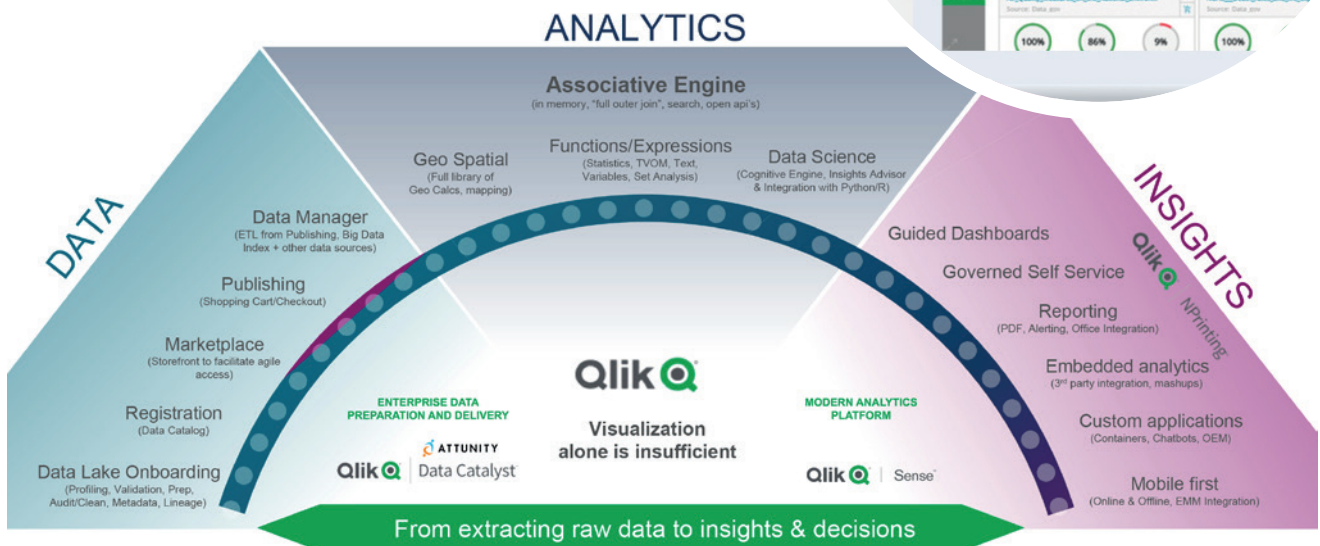 Source: Data.gov
Source: Data.gov
100%
86%
9%
100%
ANALYTICS
Associative Engine
(in memory, "full outer join", search, open api's)
Geo Spatial
(Full library of
Geo Calcs, mapping)
Functions/Expressions
(Statistics, TVOM, Text,
Variables, Set Analysis)
Data Science
(Cognitive Engine, Insights Advisor
& Integration with Python/R)
DATA
Data Manager
(ETL from Publishing, Big Data
Index + other data sources)
Publishing
(Shopping Cart/Checkout)
Marketplace
(Storefront to facilitate agile
access)
Registration
(Data Catalog)
Data Lake Onboarding
(Profiling, Validation, Prep,
Audit/Clean, Metadata, Lineage)
INSIGHTS
Qlik
NPrinting
Guided Dashboards
Governed Self Service
Reporting
(PDF, Alerting, Office Integration)
Embedded analytics
(3rd party integration, mashups)
Custom applications
(Containers, Chatbots, OEM)
Mobile first
(Online & Offline, EMM Integration)
Qlik
Visualization
alone is insufficient
ENTERPRISE DATA
PREPARATION AND DELIVERY
ATTUNITY
Qlik Data Catalyst
MODERN ANALYTICS
PLATFORM
Qlik Sense
From extracting raw data to insights & decisions